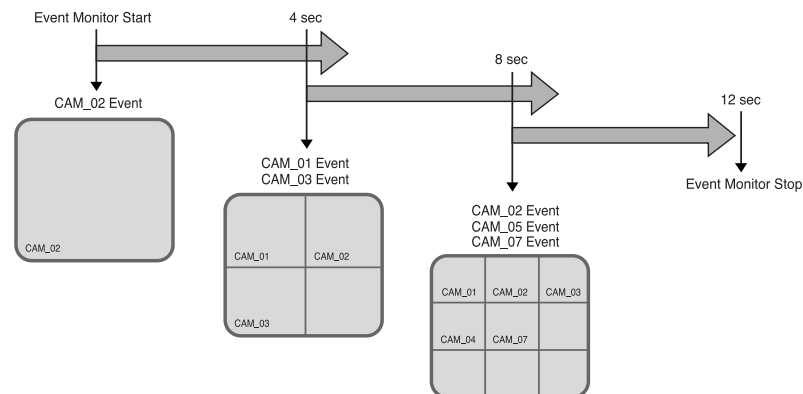 Event Monitor Start
4 sec
8 sec
12 sec
CAM_02 Event
CAM_02
CAM_01 Event
CAM_03 Event
CAM_01 CAM_02
CAM_03
Event Monitor Stop
CAM_02 Event
CAM_05 Event
CAM_07 Event
CAM_01 CAM_02 CAM_03
CAM_04 CAM_07